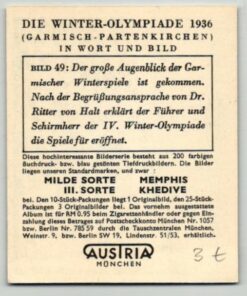 DIE WINTER-OLYMPIADE 1936
(GARMISCH-PARTENKIRCHEN)
IN WORT UND BILD
BILD 49: Der große Augenblick der Gar-
mischer Winterspiele ist gekommen.
Nach der Begrüßungsansprache von Dr.
Ritter von Halt erklärt der Führer und
Schirmherr der IV. Winter-Olympiade
die Spiele für eröffnet.
Diese hochinteressante Bilderserie besteht aus 200 farbigen
Buchdruck- bzw. blau getönten Tiefdruckbildern. Die Bilder
liegen unseren Standardmarken, und zwar :
MILDE SORTE MEMPHIS
III. SORTE KHEDIVE
bei. Den 10-Stück-Packungen liegt 1 Originalbild, den 25-Stück-
Packungen 3 Originalbilder bei. Das vornehm ausgestattete
Album ist für RM 0.95 beim Zigarettenhändler oder gegen Ein-
zahlung dieses Betrages auf Postscheckkonto München Nr. 1057
bzw. Berlin Nr. 785 59 durch die Tauschzentralen München,
Weinstr. 9, bzw. Berlin SW 19, Lindenstr. 51/53, erhältlich.
AUSTRIA
MÜNCHEN
3 €